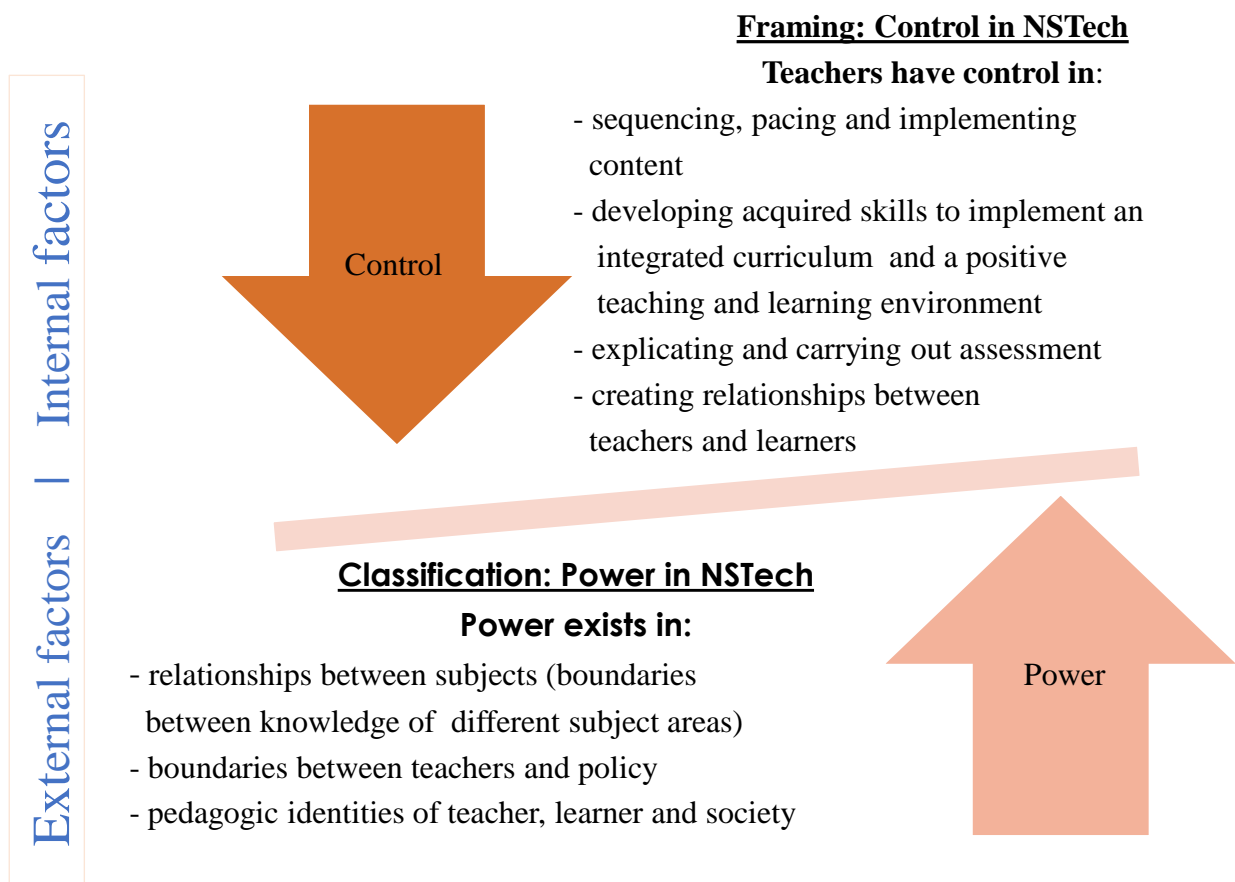 Framing: Control in NSTech
Teachers have control in:
- sequencing, pacing and implementing
content
- developing acquired skills to implement an
integrated curriculum and a positive
teaching and learning environment
- explicating and carrying out assessment
- creating relationships between
teachers and learners
Control
External factors | Internal factors
Classification: Power in NSTech
Power exists in:
- relationships between subjects (boundaries
between knowledge of different subject areas)
- boundaries between teachers and policy
- pedagogic identities of teacher, learner and society
Power